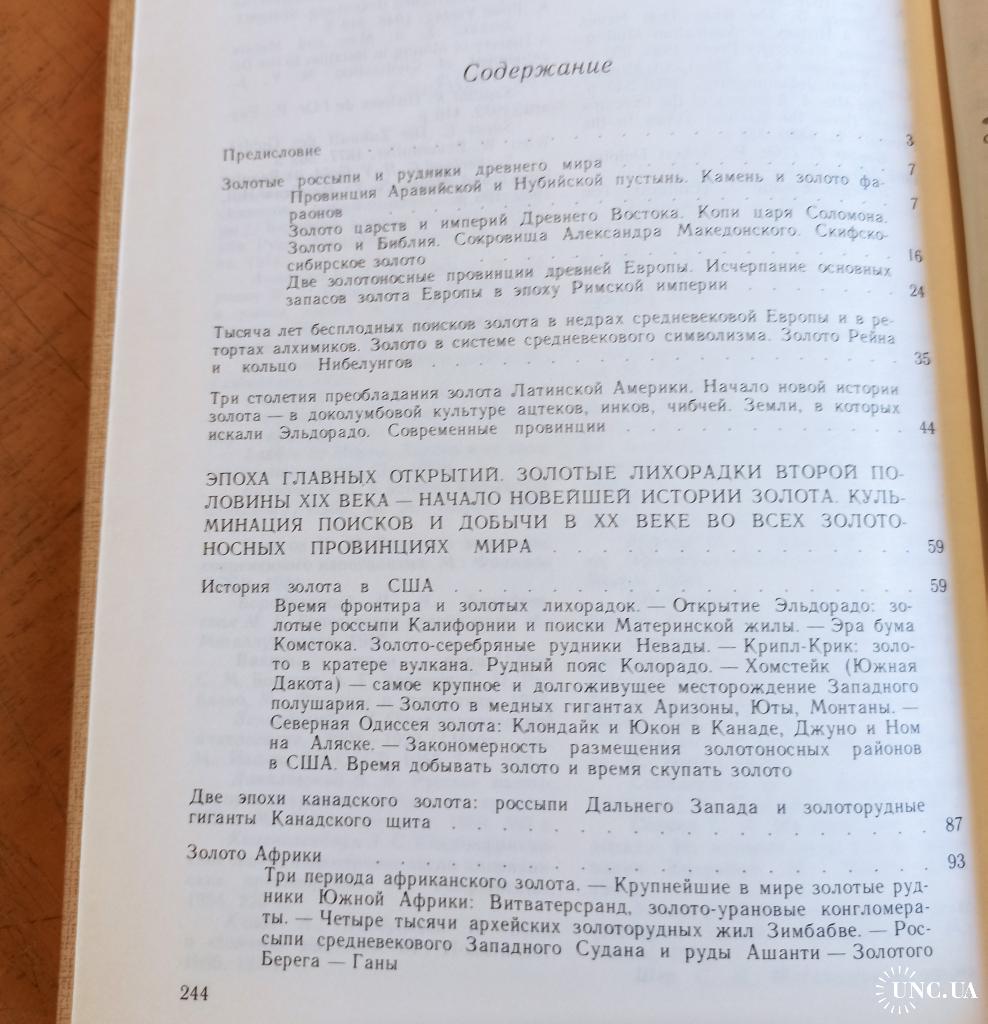 Содержание
Предисловие . . . . . . . . . . . . . . . . 3
Золотые россыпи и рудники древнего мира . . . . . . . . 7
Провинция Аравийской и Нубийской пустынь. Камень и золото фа-
раонов . . . . . . . . . . . . . . . . 7
Золото царств и империй Древнего Востока. Копи царя Соломона.
Золото и Библия. Сокровища Александра Македонского. Скифско-
сибирское золото . . . . . . . . . . . . . 16
Две золотоносные провинции древней Европы. Исчерпание основных
запасов золота Европы в эпоху Римской империи . . . . . . 24
Тысяча лет бесплодных поисков золота в недрах средневековой Европы и в ре-
тортах алхимиков. Золото в системе средневекового символизма. Золото Рейна
и кольцо Нибелунгов . . . . . . . . . . . . . 35
Три столетия преобладания золота Латинской Америки. Начало новой истории
золота — в доколумбовой культуре ацтеков, инков, чибчей. Земли, в которых
искали Эльдорадо. Современные провинции . . . . . . . . 44
ЭПОХА ГЛАВНЫХ ОТКРЫТИЙ. ЗОЛОТЫЕ ЛИХОРАДКИ ВТОРОЙ ПО-
ЛОВИНЫ XIX ВЕКА — НАЧАЛО НОВЕЙШЕЙ ИСТОРИИ ЗОЛОТА. КУЛЬ-
МИНАЦИЯ ПОИСКОВ И ДОБЫЧИ В XX ВЕКЕ ВО ВСЕХ ЗОЛОТО-
НОСНЫХ ПРОВИНЦИЯХ МИРА . . . . . . . . . . . 59
История золота в США . . . . . . . . . . . . . 59
Время фронтира и золотых лихорадок. — Открытие Эльдорадо: зо-
лотые россыпи Калифорнии и поиски Материнской жилы. — Эра бума
Комстока. Золото-серебряные рудники Невады. — Крипл-Крик: золо-
то в кратере вулкана. Рудный пояс Колорадо. — Хомстейк (Южная
Дакота) — самое крупное и долгоживущее месторождение Западного
полушария. — Золото в медных гигантах Аризоны, Юты, Монтаны. —
Северная Одиссея золота: Клондайк и Юкон в Канаде, Джуно и Ном
на Аляске. — Закономерность размещения золотоносных районов
в США. Время добывать золото и время скупать золото
Две эпохи канадского золота: россыпи Дальнего Запада и золоторудные
гиганты Канадского щита . . . . . . . . . . . . . 87
Золото Африки . . . . . . . . . . . . . . . 93
Три периода африканского золота. — Крупнейшие в мире золотые руд-
ники Южной Африки: Витватерсранд, золото-урановые конгломера-
ты. — Четыре тысячи архейских золоторудных жил Зимбабве. — Рос-
сыпи средневекового Западного Судана и руды Ашанти — Золотого
Берега — Ганы
244
UNC.UA